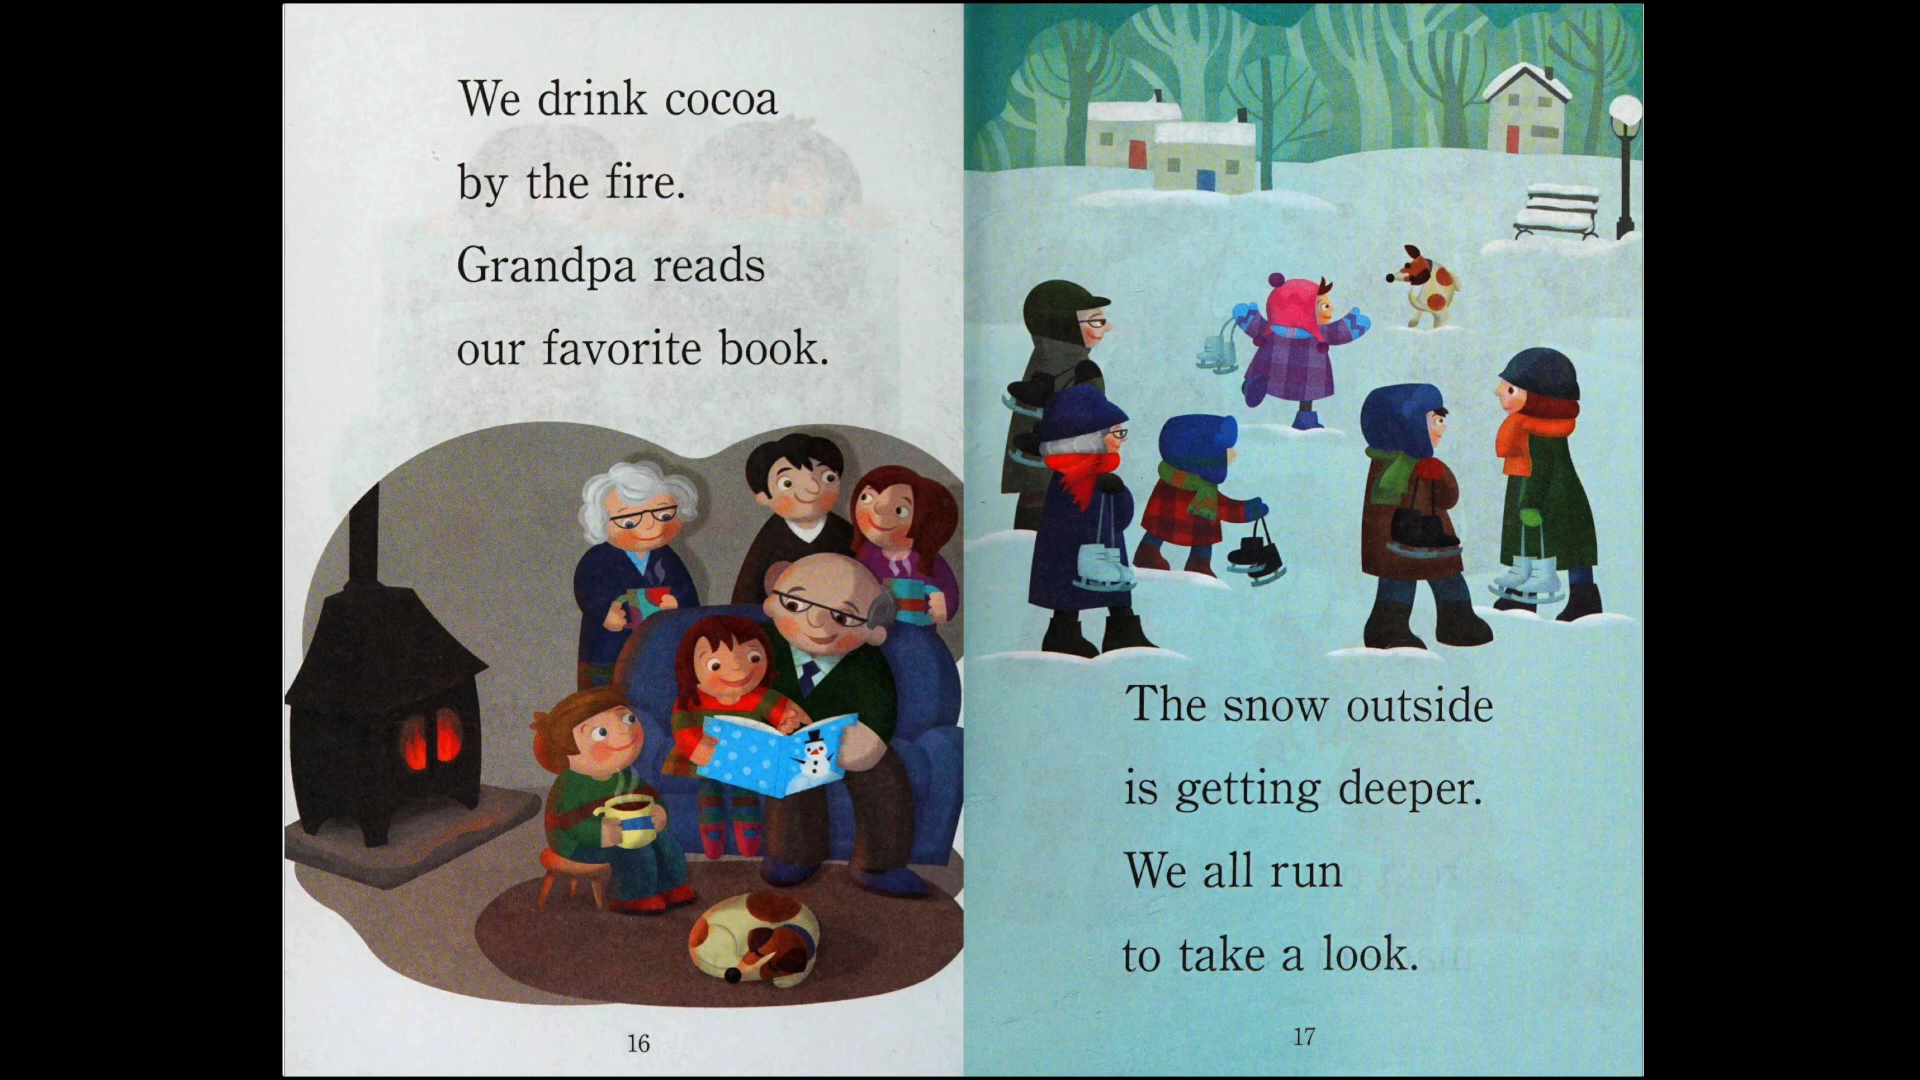 We drink cocoa
by the fire.
Grandpa reads
our favorite book.
16
The snow outside
is getting deeper.
We all run
to take a look.
17